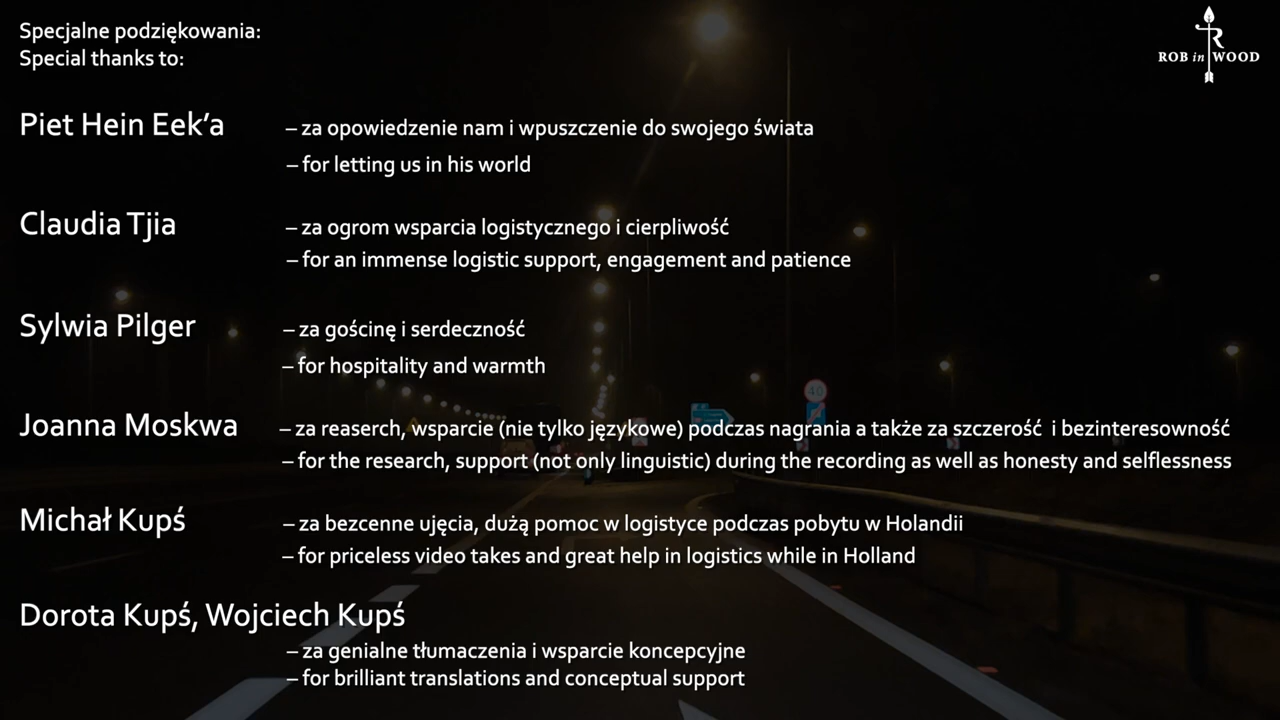 Specjalne podziękowania:
Special thanks to:
ROB in WOOD
Piet Hein Eek’a – za opowiedzenie nam i wpuszczenie do swojego świata
– for letting us in his world
Claudia Tjia – za ogrom wsparcia logistycznego i cierpliwość
– for an immense logistic support, engagement and patience
Sylwia Pilger – za gościnę i serdeczność
– for hospitality and warmth
40
Joanna Moskwa – za reaserch, wsparcie (nie tylko językowe) podczas nagrania a także za szczerość i bezinteresowność
– for the research, support (not only linguistic) during the recording as well as honesty and selflessness
Michał Kupś – za bezcenne ujęcia, dużą pomoc w logistyce podczas pobytu w Holandii
– for priceless video takes and great help in logistics while in Holland
Dorota Kupś, Wojciech Kupś
– za genialne tłumaczenia i wsparcie koncepcyjne
– for brilliant translations and conceptual support